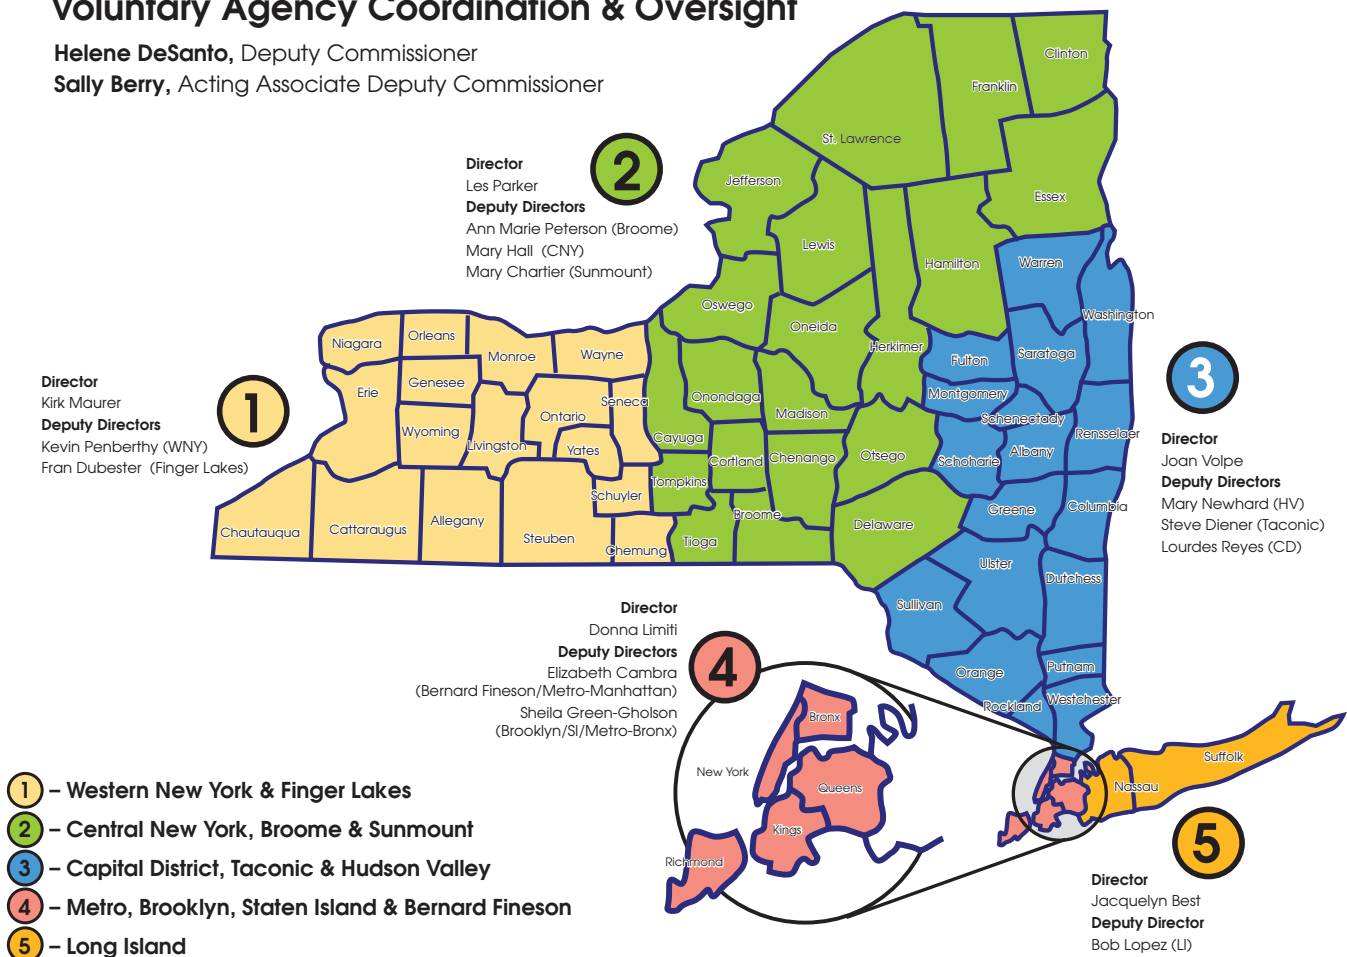 Voluntary Agency Coordination & Oversight
Helene DeSanto, Deputy Commissioner
Sally Berry, Acting Associate Deputy Commissioner
2
Director
Les Parker
Deputy Directors
Ann Marie Peterson (Broome)
Mary Hall (CNY)
Mary Chartier (Sunmount)
Clinton
Franklin
St. Lawrence
Jefferson
Essex
Lewis
Hamilton
Warren
Oswego
Washington
Oneida
Herkimer
Niagara
Orleans
Monroe
Wayne
Fulton
Saratoga
Erie
Genesee
Seneca
Onondaga
Montgomery
Ontario
Madison
Schenectady
Wyoming
Livingston
Yates
Cayuga
Cortland
Chenango
Otsego
Schoharie
Albany
Rensselaer
Tompkins
Schuyler
Broome
Delaware
Greene
Columbia
Chautauqua
Cattaraugus
Allegany
Steuben
Chemung
Tioga
Ulster
Dutchess
Sullivan
Orange
Putnam
Rockland
Westchester
1
Director
Kirk Maurer
Deputy Directors
Kevin Penberthy (WNY)
Fran Dubester (Finger Lakes)
3
Director
Joan Volpe
Deputy Directors
Mary Newhard (HV)
Steve Diener (Taconic)
Lourdes Reyes (CD)
4
Director
Donna Limiti
Deputy Directors
Elizabeth Cambra
(Bernard Fineson/Metro-Manhattan)
Sheila Green-Gholson
(Brooklyn/SI/Metro-Bronx)
Bronx
New York
Queens
Kings
Richmond
Suffolk
Nassau
5
Director
Jacquelyn Best
Deputy Director
Bob Lopez (LI)
1 – Western New York & Finger Lakes
2 – Central New York, Broome & Sunmount
3 – Capital District, Taconic & Hudson Valley
4 – Metro, Brooklyn, Staten Island & Bernard Fineson
5 – Long Island